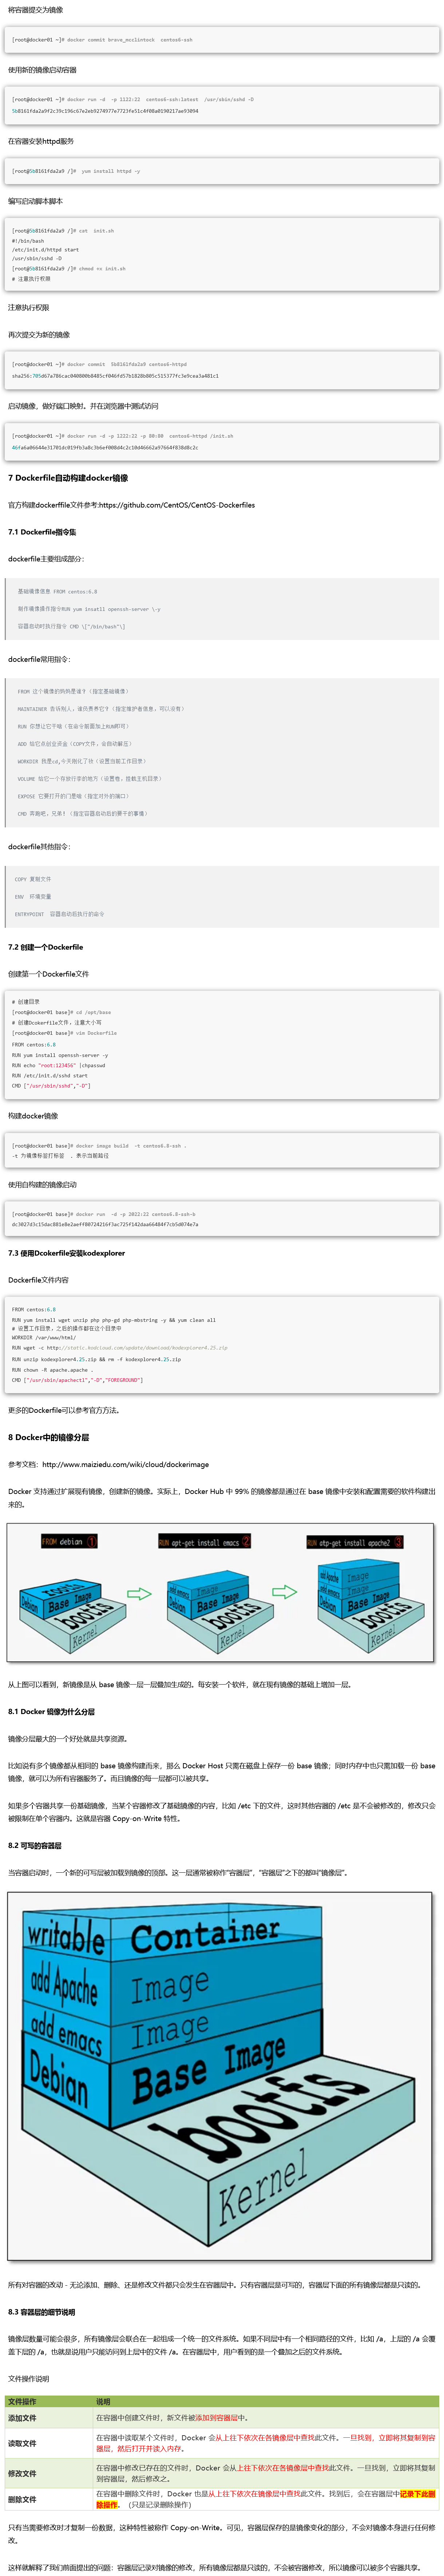 将容器提交为镜像
[root@docker01 ~]# docker commit brave_mcclintock  centos6-ssh
使用新的镜像启动容器
[root@docker01 ~]# docker run -d  -p 1122:22  centos6-ssh:latest  /usr/sbin/sshd -D
5b8161fda2a9f2c39c196c67e2eb9274977e7723fe51c4f08a0190217ae93094
在容器安装httpd服务
[root@5b8161fda2a9 /]#  yum install httpd -y
编写启动脚本脚本
[root@5b8161fda2a9 /]# cat  init.sh
#!/bin/bash
/etc/init.d/httpd start
/usr/sbin/sshd -D
[root@5b8161fda2a9 /]# chmod +x init.sh
# 注意执行权限
注意执行权限
再次提交为新的镜像
[root@docker01 ~]# docker commit  5b8161fda2a9 centos6-httpd
启动镜像，做好端口映射。并在浏览器中测试访问
[root@docker01 ~]# docker run -d -p 1222:22 -p 80:80  centos6-httpd /init.sh
7 Dockerfile自动构建docker镜像
官方构建dockerffile文件参考:https://github.com/CentOS/CentOS-Dockerfiles
7.1 Dockerfile指令集
dockerfile主要组成部分：
基础镜像信息 FROM centos:6.8
制作镜像操作指令RUN yum insatll openssh-server \-y
容器启动时执行指令 CMD \["/bin/bash"\]
dockerfile常用指令：
FROM 这个镜像的妈妈是谁？（指定基础镜像）
MAINTAINER 告诉别人，谁负责养它？（指定维护者信息，可以没有）
RUN 你想让它干啥（在命令前面加上RUN即可）
ADD 给它点创业资金（COPY文件，会自动解压）
WORKDIR 我是cd,今天刚化了妆（设置当前工作目录）
VOLUME 给它一个存放行李的地方（设置卷，挂载主机目录）
EXPOSE 它要打开的门是啥（指定对外的端口）
CMD 奔跑吧，兄弟！（指定容器启动后的要干的事情）
dockerfile其他指令：
COPY 复制文件
ENV  环境变量
ENTRYPOINT  容器启动后执行的命令
7.2 创建一个Dockerfile
创建第一个Dockerfile文件
# 创建目录
[root@docker01 base]# cd /opt/base
# 创建Dcokerfile文件，注意大小写
[root@docker01 base]# vim Dockerfile
FROM centos:6.8
RUN yum install openssh-server -y
RUN echo "root:123456" |chpasswd
RUN /etc/init.d/sshd start
CMD ["/usr/sbin/sshd","-D"]
构建docker镜像
[root@docker01 base]# docker image build  -t centos6.8-ssh .
-t 为镜像标签打标签  . 表示当前路径
使用自构建的镜像启动
[root@docker01 base]# docker run  -d -p 2022:22 centos6.8-ssh-b
dc3027d3c15dac881e8e2aeff80724216f3ac725f142daa66484f7cb5d074e7a
7.3 使用Dcokerfile安装kodexplorer
Dockerfile文件内容
FROM centos:6.8
RUN yum install wget unzip php php-gd php-mbstring -y && yum clean all
# 设置工作目录，之后的操作都在这个目录中
WORKDIR /var/www/html/
RUN wget -c http://static.kodcloud.com/update/download/kodexplorer4.25.zip
RUN unzip kodexplorer4.25.zip && rm -f kodexplorer4.25.zip
RUN chown -R apache.apache .
CMD ["/usr/sbin/apachectl","-D","FOREGROUND"]
更多的Dockerfile可以参考官方方法。
8 Docker中的镜像分层
参考文档：http://www.maiziedu.com/wiki/cloud/dockerimage
Docker 支持通过扩展现有镜像，创建新的镜像。实际上，Docker Hub 中 99% 的镜像都是通过在 base 镜像中安装和配置需要的软件构建出
来的。
FROM debian ① RUN apt-get install emacs ② RUN atp-get install apache2 ③
Debian Base Image bootfs Kernel
add emacs Image Debian Base Image bootfs Kernel
add apache Image add emacs Image Debian Base Image bootfs Kernel
从上图可以看到，新镜像是从 base 镜像一层一层叠加生成的。每安装一个软件，就在现有镜像的基础上增加一层。
8.1 Docker 镜像为什么分层
镜像分层最大的一个好处就是共享资源。
比如说有多个镜像都从相同的 base 镜像构建而来，那么 Docker Host 只需在磁盘上保存一份 base 镜像；同时内存中也只需加载一份 base
镜像，就可以为所有容器服务了。而且镜像的每一层都可以被共享。
如果多个容器共享一份基础镜像，当某个容器修改了基础镜像的内容，比如 /etc 下的文件，这时其他容器的 /etc 是不会被修改的，修改只会
被限制在单个容器内。这就是容器 Copy-on-Write 特性。
8.2 可写的容器层
当容器启动时，一个新的可写层被加载到镜像的顶部。这一层通常被称作“容器层”，“容器层”之下的都叫“镜像层”。
writable Container
add Apache Image
add emacs Image
Debian Base Image
bootfs
Kernel
所有对容器的改动 - 无论添加、删除、还是修改文件都只会发生在容器层中。只有容器层是可写的，容器层下面的所有镜像层都是只读的。
8.3 容器层的细节说明
镜像层数量可能会很多，所有镜像层会联合在一起组成一个统一的文件系统。如果不同层中有一个相同路径的文件，比如 /a，上层的 /a 会覆
盖下层的 /a，也就是说用户只能访问到上层中的文件 /a。在容器层中，用户看到的是一个叠加之后的文件系统。
文件操作说明
文件操作 说明
添加文件 在容器中创建文件时，新文件被添加到容器层中。
读取文件 在容器中读取某个文件时，Docker 会从上往下依次在各镜像层中查找此文件。一旦找到，立即将其复制到容
器层，然后打开并读入内存。
修改文件 在容器中修改已存在的文件时，Docker 会从上往下依次在各镜像层中查找此文件。一旦找到，立即将其复制
到容器层，然后修改之。
删除文件 在容器中删除文件时，Docker 也是从上往下依次在镜像层中查找此文件。找到后，会在容器层中记录下此删
除操作。（只是记录删除操作）
只有当需要修改时才复制一份数据，这种特性被称作 Copy-on-Write。可见，容器层保存的是镜像变化的部分，不会对镜像本身进行任何修
改。
这样就解释了我们前面提出的问题：容器层记录对镜像的修改，所有镜像层都是只读的，不会被容器修改，所以镜像可以被多个容器共享。